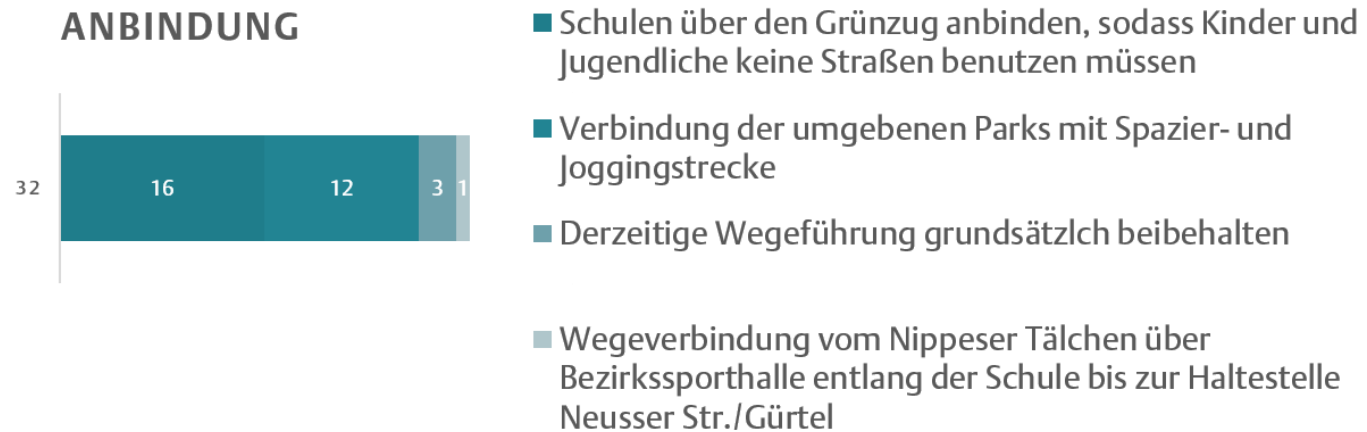 ANBINDUNG
32
16
12
3
1
Schulen über den Grünzug anbinden, sodass Kinder und
Jugendliche keine Straßen benutzen müssen
Verbindung der umgebenen Parks mit Spazier- und
Joggingstrecke
Derzeitige Wegeführung grundsätzlch beibehalten
Wegeverbindung vom Nippeser Tälchen über
Bezirkssporthalle entlang der Schule bis zur Haltestelle
Neusser Str./Gürtel